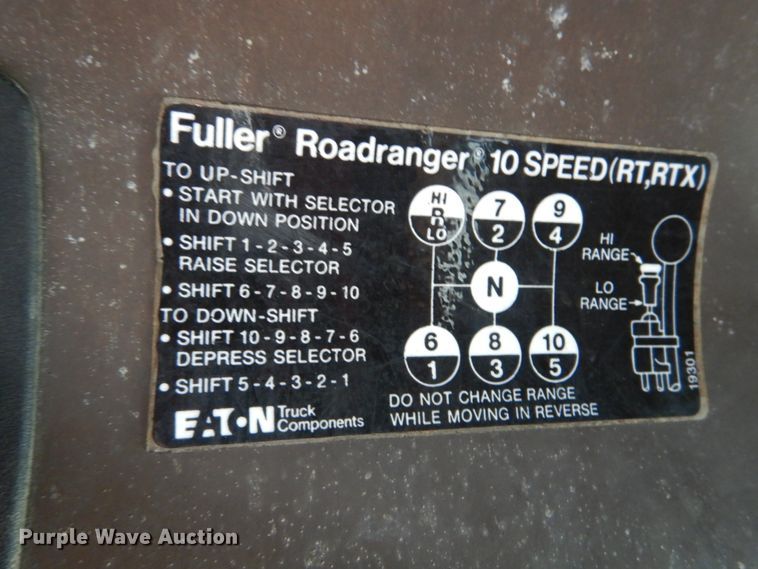 Fuller® Roadranger® 10 SPEED (RT,RTX)
TO UP-SHIFT
• START WITH SELECTOR
IN DOWN POSITION
• SHIFT 1-2-3-4-5
RAISE SELECTOR
• SHIFT 6-7-8-9-10
TO DOWN-SHIFT
• SHIFT 10-9-8-7-6
DEPRESS SELECTOR
• SHIFT 5-4-3-2-1
EATON Truck
Components
HI
R
LO
7
2
9
4
N
6
1
8
3
10
5
HI
RANGE
LO
RANGE
19301
DO NOT CHANGE RANGE
WHILE MOVING IN REVERSE
Purple Wave Auction